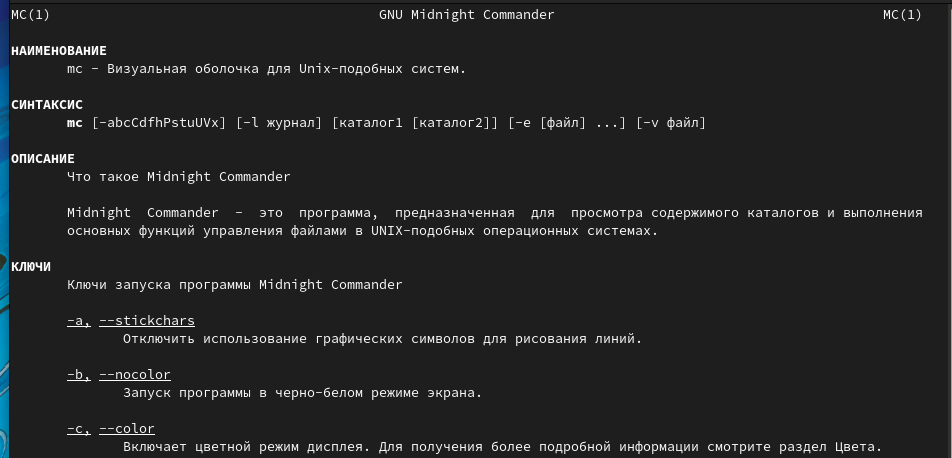 MC(1) GNU Midnight Commander MC(1)
НАИМЕНОВАНИЕ
mc - Визуальная оболочка для Unix-подобных систем.
СИНТАКСИС
mc [-abcCdfhPstuUVx] [-l журнал] [каталог1 [каталог2]] [-e [файл] ...] [-v файл]
ОПИСАНИЕ
Что такое Midnight Commander
Midnight Commander - это программа, предназначенная для просмотра содержимого каталогов и выполнения
основных функций управления файлами в UNIX-подобных операционных системах.
КЛЮЧИ
Ключи запуска программы Midnight Commander
-a, --stickchars
Отключить использование графических символов для рисования линий.
-b, --nocolor
Запуск программы в черно-белом режиме экрана.
-c, --color
Включает цветной режим дисплея. Для получения более подробной информации смотрите раздел Цвета.